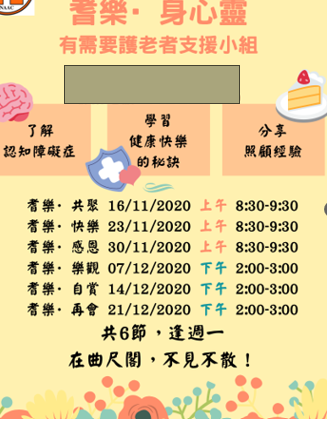 NAAC
耆樂·身心靈
有需要護老者支援小組
了解
認知障礙症
學習
健康快樂
的秘訣
分享
照顧經驗
耆樂·共聚 16/11/2020 上午 8:30-9:30
耆樂·快樂 23/11/2020 上午 8:30-9:30
耆樂·感恩 30/11/2020 上午 8:30-9:30
耆樂·樂觀 07/12/2020 下午 2:00-3:00
耆樂·自賞 14/12/2020 下午 2:00-3:00
耆樂·再會 21/12/2020 下午 2:00-3:00
共6節，逢週一
在曲尺閣，不見不散！